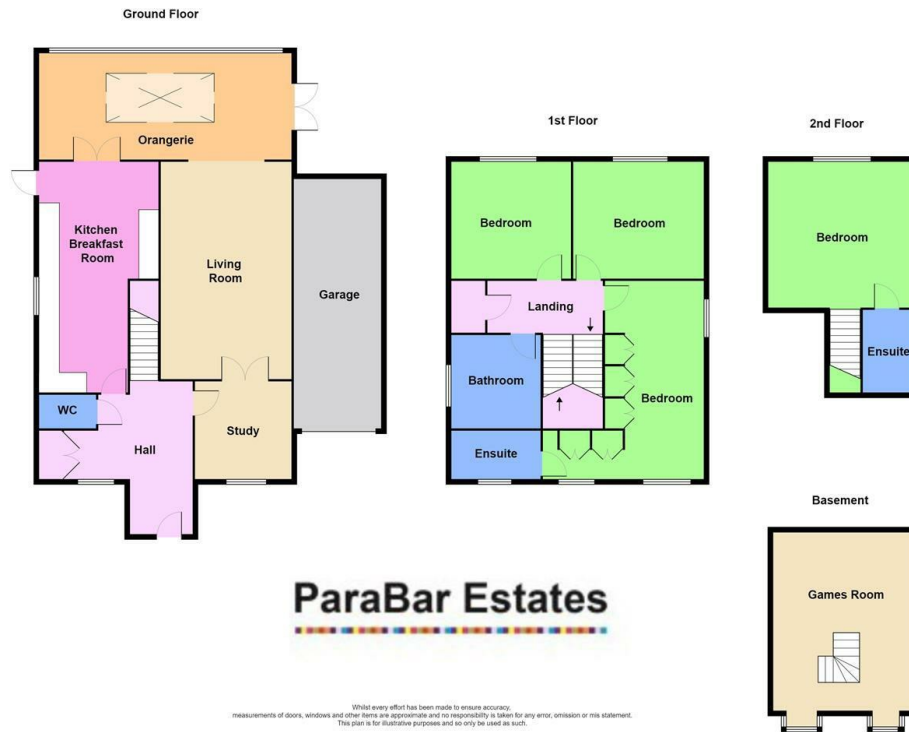 Ground Floor
Orangerie
Kitchen
Breakfast
Room
Living
Room
Garage
WC
Hall
Study
1st Floor
Bedroom
Bedroom
Landing
Bathroom
Bedroom
Ensuite
2nd Floor
Bedroom
Ensuite
Basement
Games Room
ParaBar Estates
Whilst every effort has been made to ensure accuracy,
measurements of doors, windows and other items are approximate and no responsibility is taken for any error, omission or mis statement.
This plan is for illustrative purposes and so only be used as such.